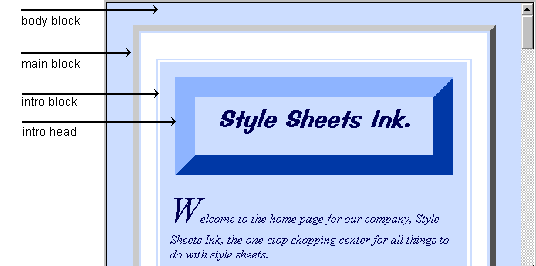 body block
main block
intro block
intro head
Style Sheets Ink.
Welcome to the home page for our company, Style
Sheets Ink, the one stop shopping center for all things to
do with style sheets.